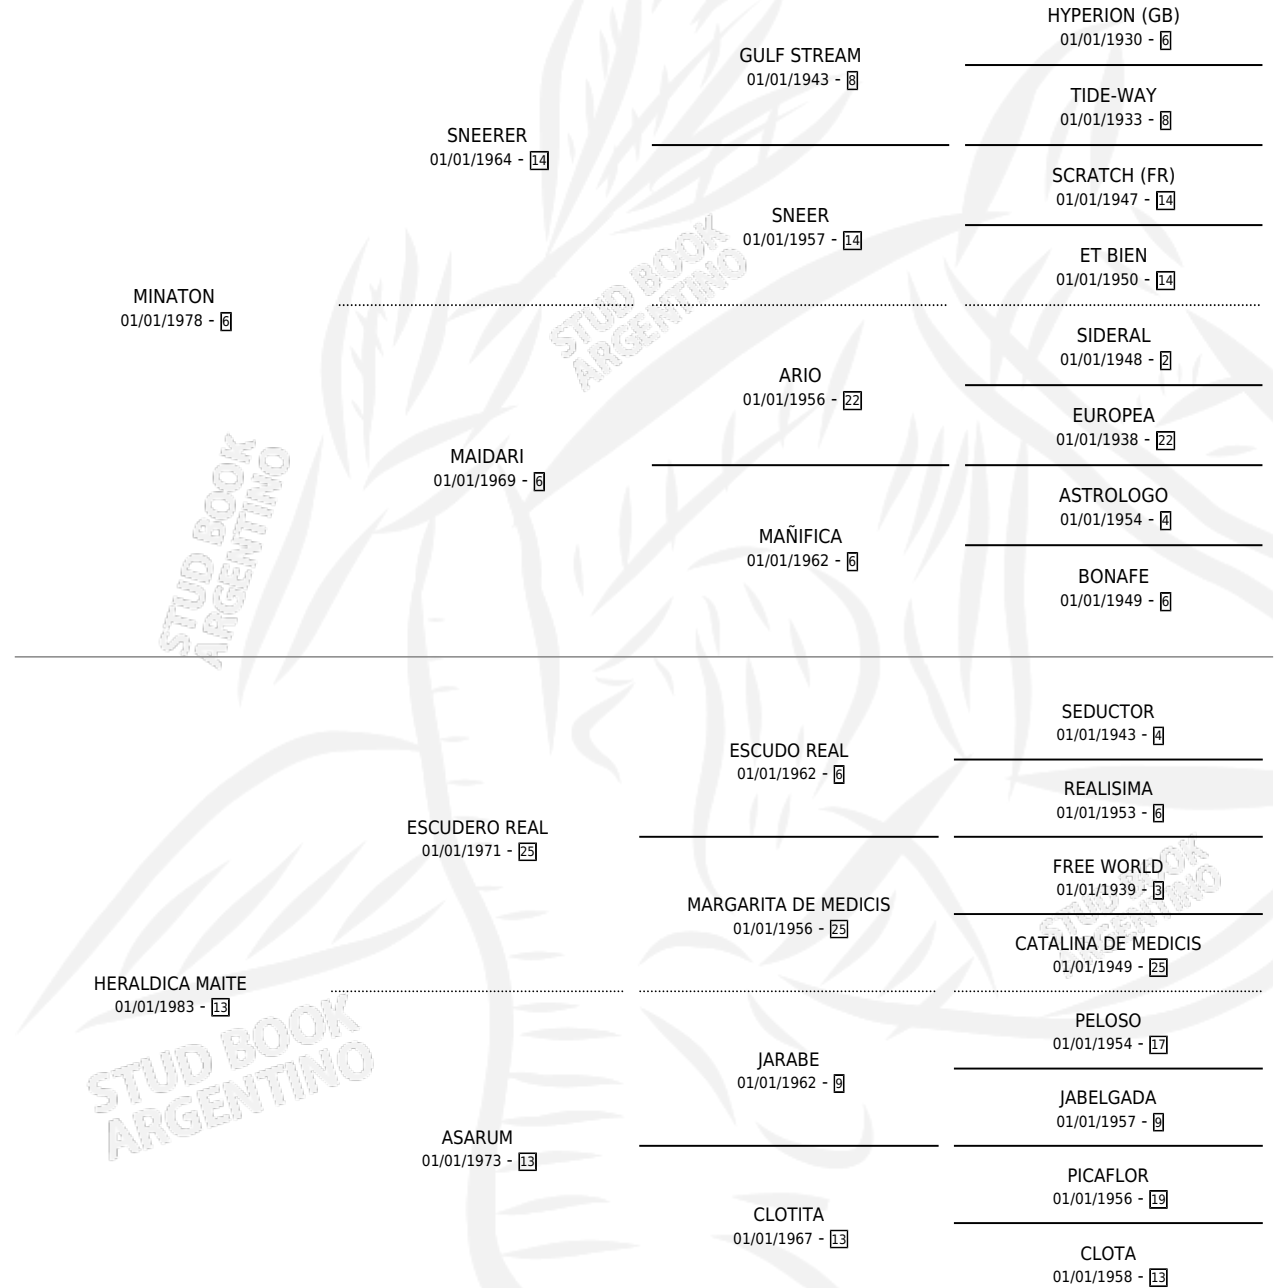 HYPERION (GB)
01/01/1930 - 6
GULF STREAM
01/01/1943 - 8
TIDE-WAY
01/01/1933 - 8
SNEERER
01/01/1964 - 14
SCRATCH (FR)
01/01/1947 - 14
SNEER
01/01/1957 - 14
ET BIEN
01/01/1950 - 14
MINATON
01/01/1978 - 6
SIDERAL
01/01/1948 - 2
ARIO
01/01/1956 - 22
EUROPEA
01/01/1938 - 22
MAIDARI
01/01/1969 - 6
ASTROLOGO
01/01/1954 - 4
MAÑIFICA
01/01/1962 - 6
BONAFE
01/01/1949 - 6
STUD BOOK
ARGENTINO
STUD BOOK
ARGENTINO
SEDUCTOR
01/01/1943 - 4
ESCUDO REAL
01/01/1962 - 6
REALISIMA
01/01/1953 - 6
ESCUDERO REAL
01/01/1971 - 25
FREE WORLD
01/01/1939 - 3
MARGARITA DE MEDICIS
01/01/1956 - 25
CATALINA DE MEDICIS
01/01/1949 - 25
HERALDICA MAITE
01/01/1983 - 13
PELOSO
01/01/1954 - 17
JARABE
01/01/1962 - 9
JABELGADA
01/01/1957 - 9
ASARUM
01/01/1973 - 13
PICAFLOR
01/01/1956 - 19
CLOTITA
01/01/1967 - 13
CLOTA
01/01/1958 - 13
STUD BOOK
ARGENTINO
STUD BOOK
ARGENTINO